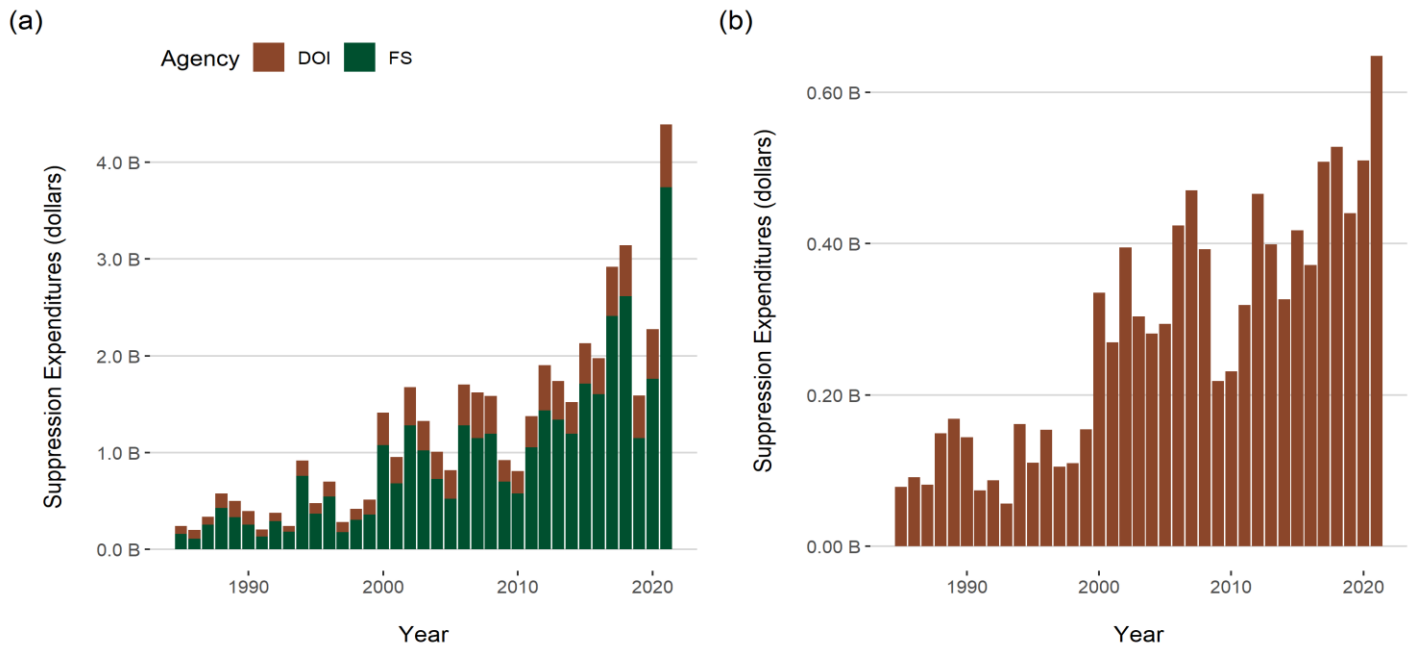 (a)
Agency DOI FS
Suppression Expenditures (dollars)
4.0 B
3.0 B
2.0 B
1.0 B
0.0 B
1990 2000 2010 2020
Year
(b)
Suppression Expenditures (dollars)
0.60 B
0.40 B
0.20 B
0.00 B
1990 2000 2010 2020
Year